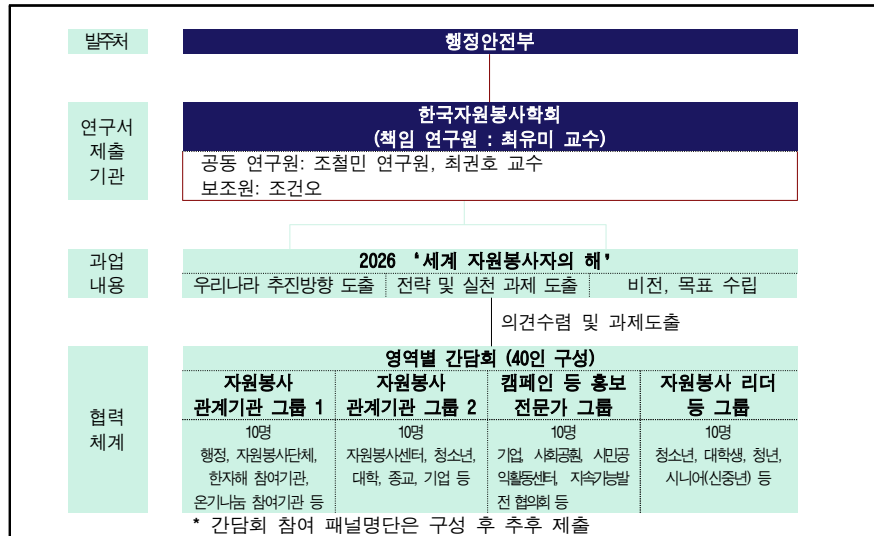 발주처
행정안전부
연구서
제출
기관
한국자원봉사학회
(책임 연구원 : 최유미 교수)
공동 연구원: 조철민 연구원, 최권호 교수
보조원: 조건오
과업
내용
2026 ‘세계 자원봉사자의 해’
우리나라 추진방향 도출
전략 및 실천 과제 도출
비전, 목표 수립
의견수렴 및 과제도출
협력
체계
영역별 간담회 (40인 구성)
자원봉사
관계기관 그룹 1
자원봉사
관계기관 그룹 2
캠페인 등 홍보
전문가 그룹
자원봉사 리더
등 그룹
10명
행정, 자원봉사단체,
한자해 참여기관,
온기나눔 참여기관 등
10명
자원봉사센터, 청소년,
대학, 종교, 기업 등
10명
기업, 사회공헌, 시민공
익활동센터, 지속가능발
전 협의회 등
10명
청소년, 대학생, 청년,
시니어(신중년) 등
* 간담회 참여 패널명단은 구성 후 추후 제출